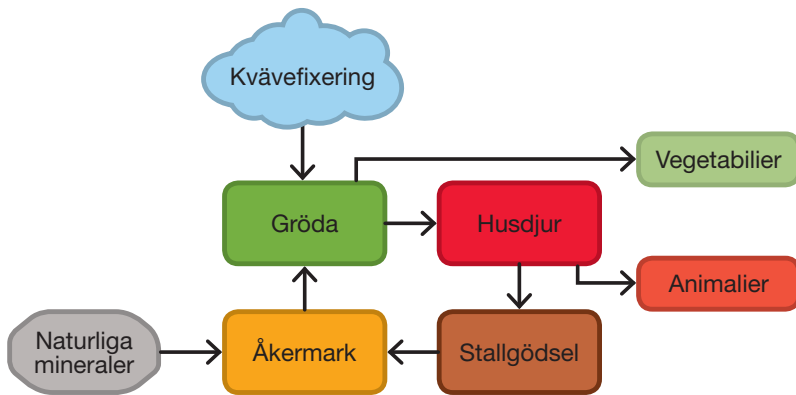 Kvävefixering
Vegetabilier
Gröda
Husdjur
Animalier
Naturliga
mineraler
Åkermark
Stallgödsel